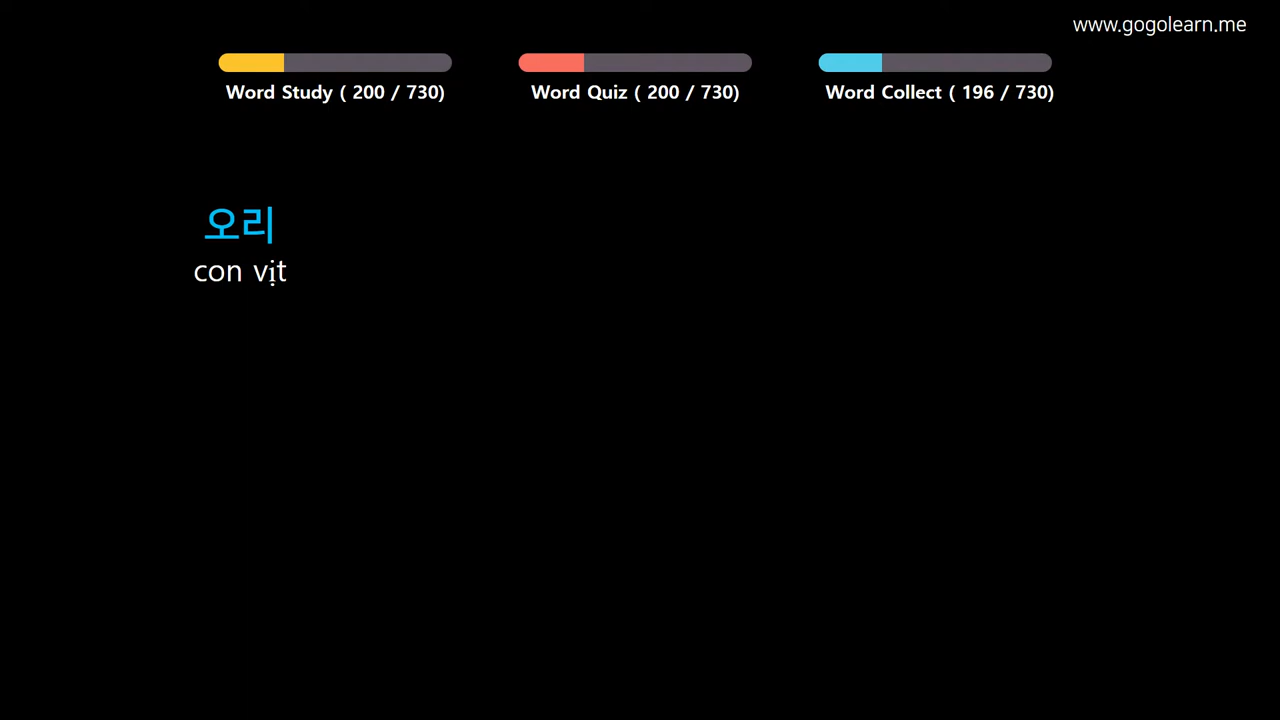 www.gogolearn.me
Word Study ( 200 / 730)
Word Quiz ( 200 / 730)
Word Collect ( 196 / 730)
오리
con vịt